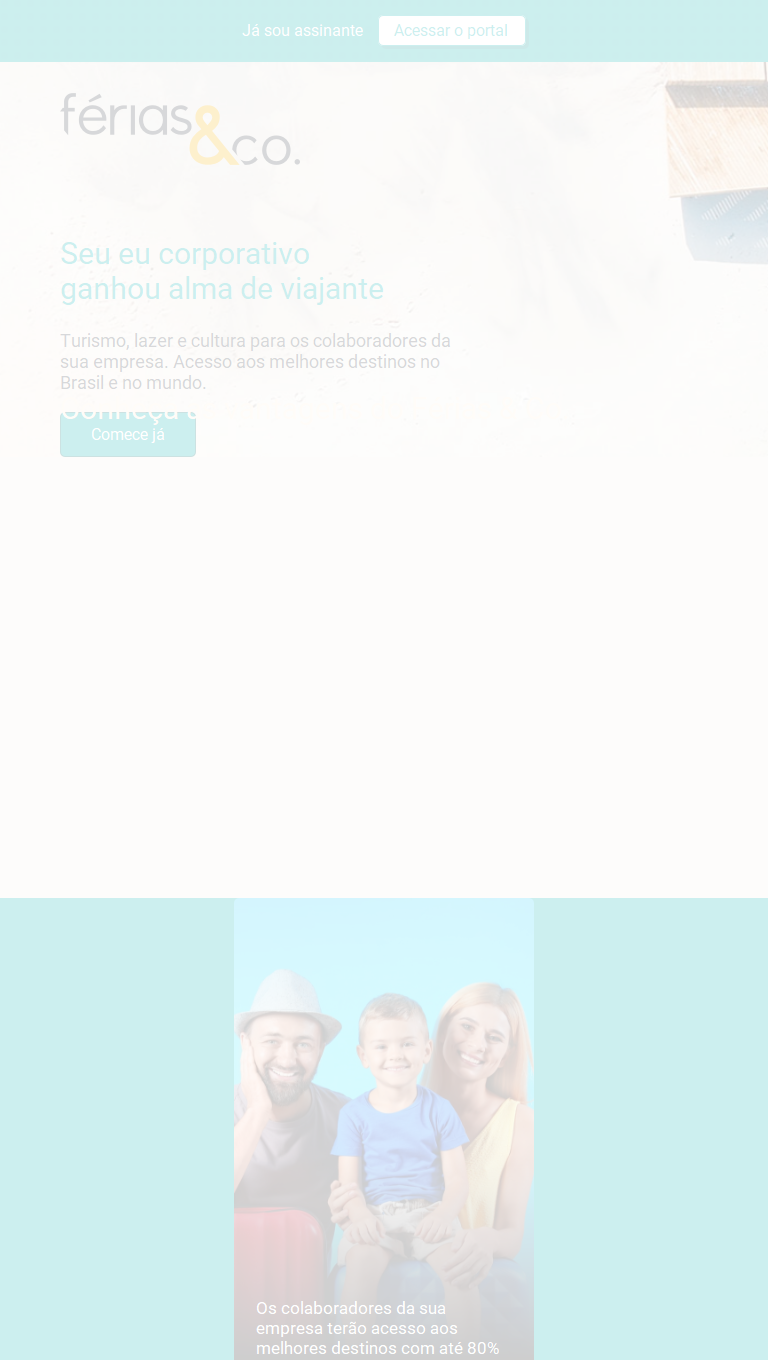 Já sou assinante
Acessar o portal
férias&co.
Seu eu corporativo
ganhou alma de viajante
Turismo, lazer e cultura para os colaboradores da
sua empresa. Acesso aos melhores destinos no
Brasil e no mundo.
Conheça
Comece já
Os colaboradores da sua
empresa terão acesso aos
melhores destinos com até 80%